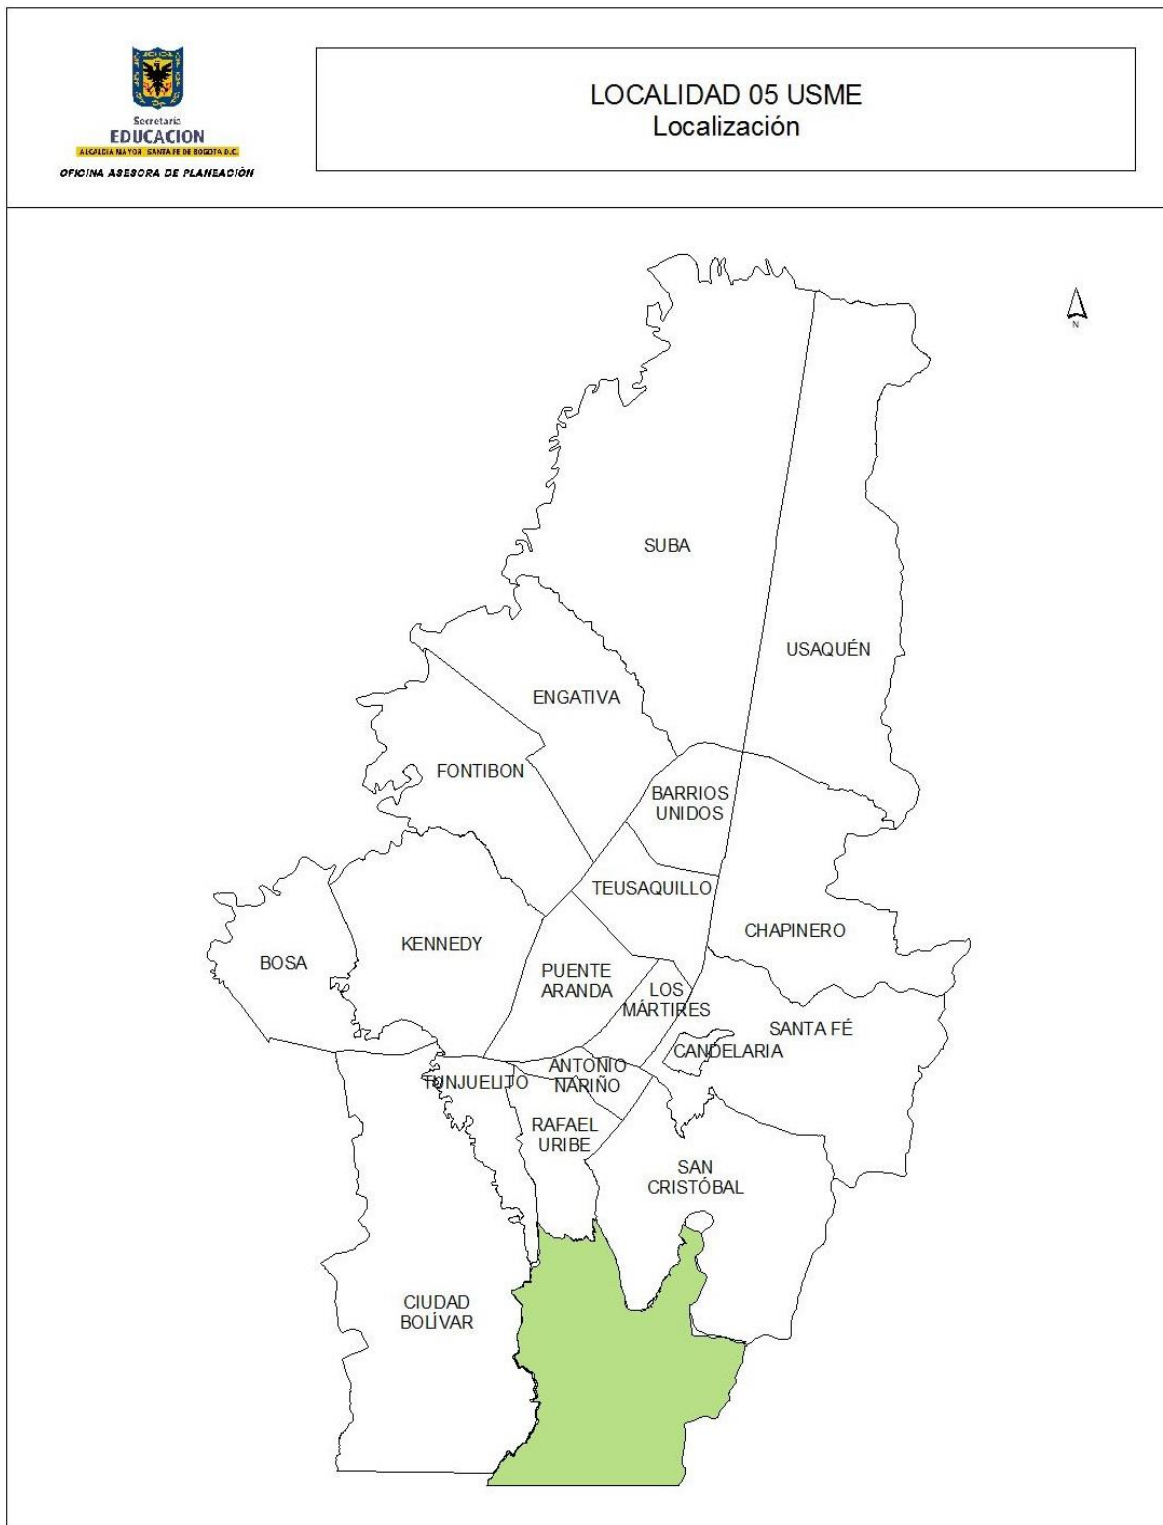 Secretaría
EDUCACION
ALCALDIA MAYOR SANTA FE DE BOGOTA D.C.
OFICINA ASESORA DE PLANEACIÓN
LOCALIDAD 05 USME
Localización
N
SUBA
USAQUÉN
ENGATIVA
FONTIBON
BARRIOS
UNIDOS
TEUSAQUILLO
CHAPINERO
KENNEDY
BOSA
PUENTE
ARANDA
LOS
MÁRTIRES
SANTA FÉ
CANDELARIA
ANTONIO
NARIÑO
TUNJUELITO
RAFAEL
URIBE
SAN
CRISTÓBAL
CIUDAD
BOLÍVAR